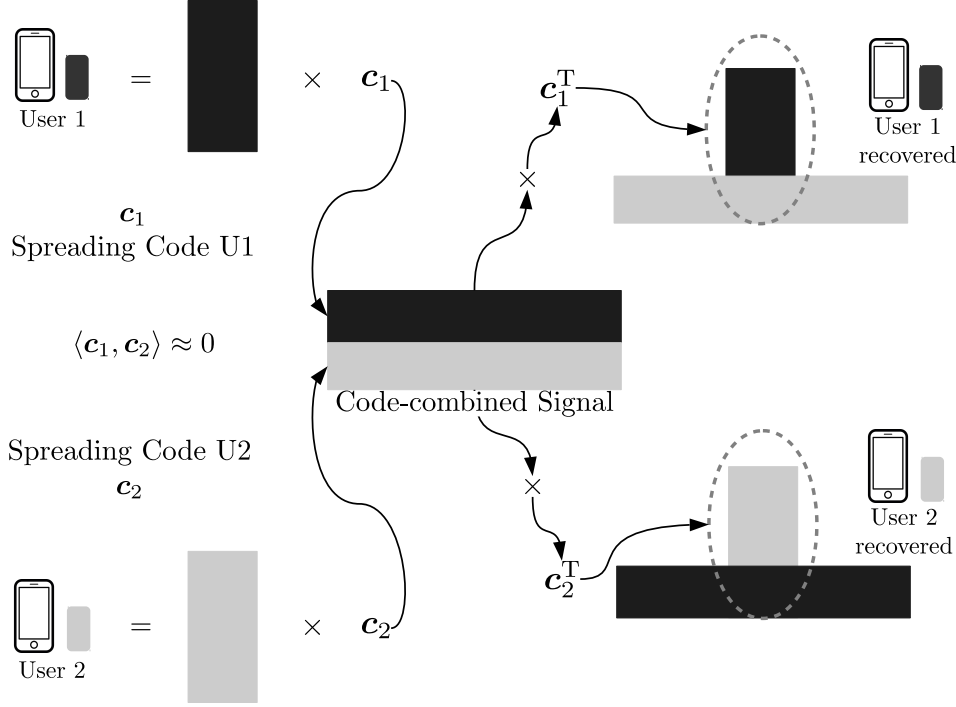 User 1
= × 𝒄₁
𝒄₁
Spreading Code U1
⟨𝒄₁, 𝒄₂⟩ ≈ 0
Spreading Code U2
𝒄₂
User 2
= × 𝒄₂
Code-combined Signal
×
𝒄₁ᵀ
User 1
recovered
×
𝒄₂ᵀ
User 2
recovered